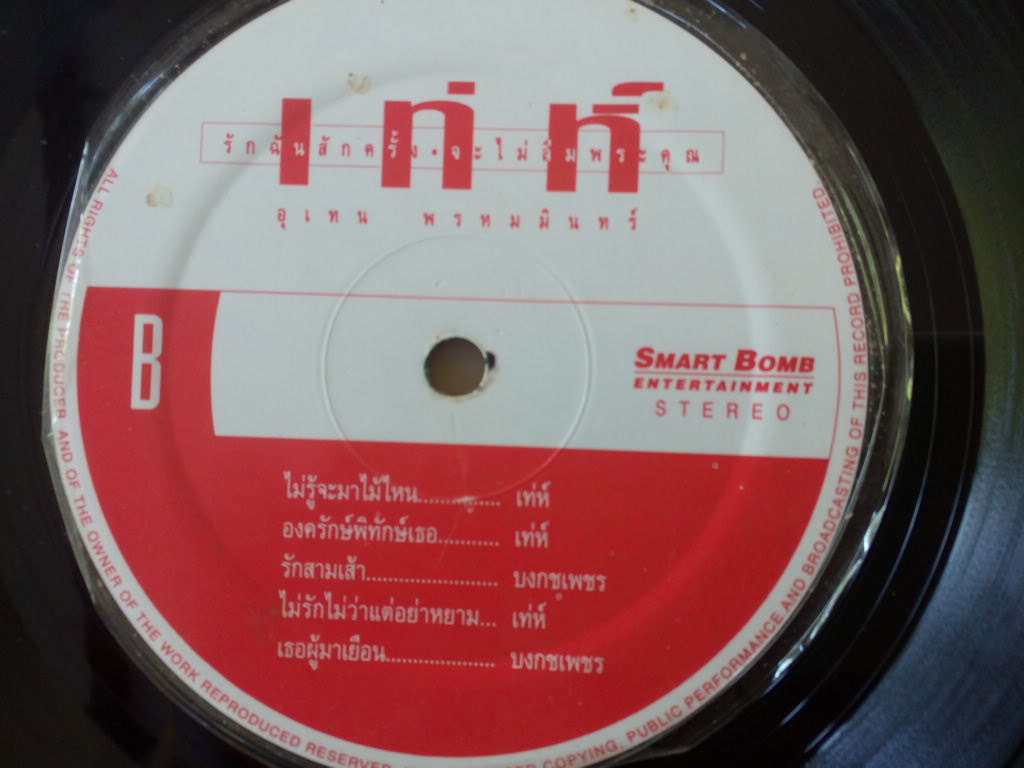 เท่ห์
รักฉันสักครั้ง • จะไม่ลืมพระคุณ
อุเทน พรหมมินทร์
B
SMART BOMB
ENTERTAINMENT
STEREO
ไม่รู้จะมาไม้ไหน............... เท่ห์
องครักษ์พิทักษ์เธอ........... เท่ห์
รักสามเส้า........................ บงกชเพชร
ไม่รักไม่ว่าแต่อย่าหยาม... เท่ห์
เธอผู้มาเยือน.................... บงกชเพชร
ALL RIGHTS OF THE PRODUCER AND OF THE OWNER OF THE WORK REPRODUCED RESERVED COPYING, PUBLIC PERFORMANCE AND BROADCASTING OF THIS RECORD PROHIBITED